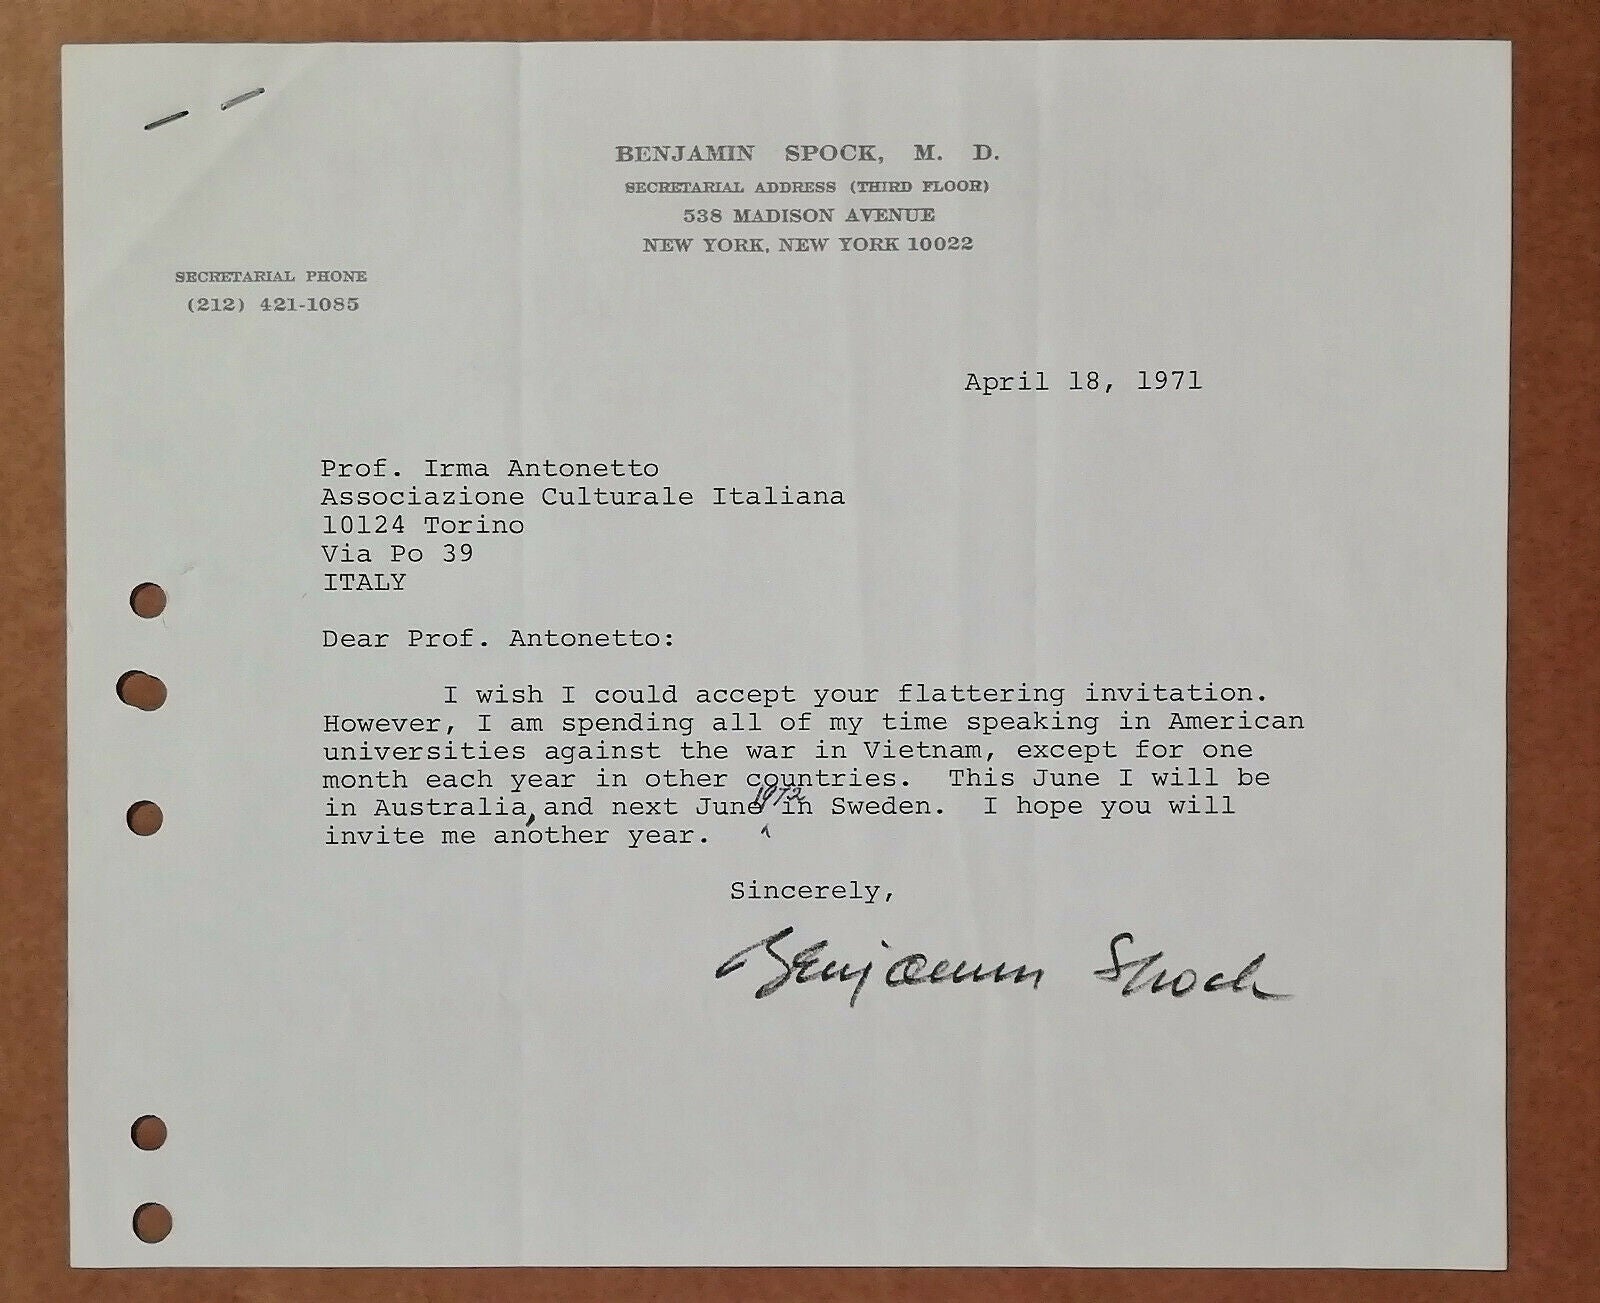 BENJAMIN SPOCK, M. D.
SECRETARIAL ADDRESS (THIRD FLOOR)
538 MADISON AVENUE
NEW YORK, NEW YORK 10022
SECRETARIAL PHONE
(212) 421-1085
April 18, 1971
Prof. Irma Antonetto
Associazione Culturale Italiana
10124 Torino
Via Po 39
ITALY
Dear Prof. Antonetto:
I wish I could accept your flattering invitation.
However, I am spending all of my time speaking in American
universities against the war in Vietnam, except for one
month each year in other countries. This June I will be
in Australia, and next June 1972 in Sweden. I hope you will
invite me another year.
Sincerely,
Benjamin Spock